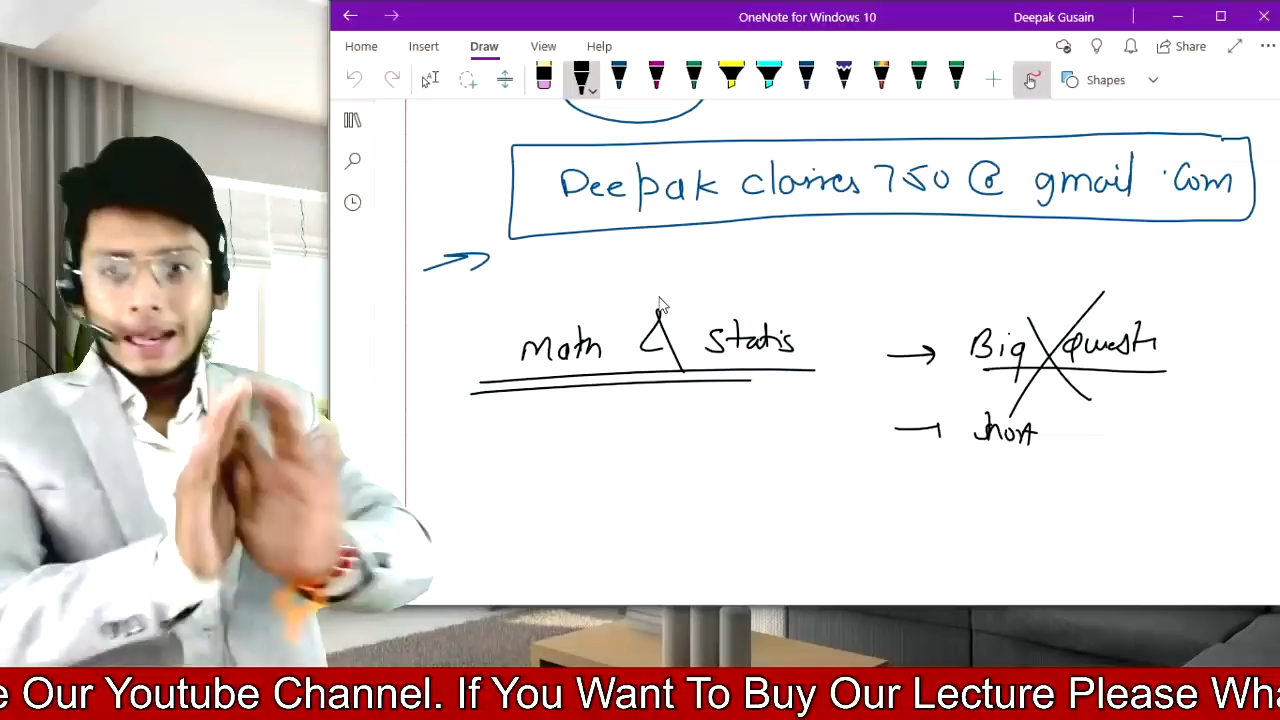 OneNote for Windows 10
Deepak Gusain
Home Insert Draw View Help
Share
Shapes
Deepak classes 750 @ gmail .com
Math & Statis
Big Questi
Short
e Our Youtube Channel. If You Want To Buy Our Lecture Please Wha